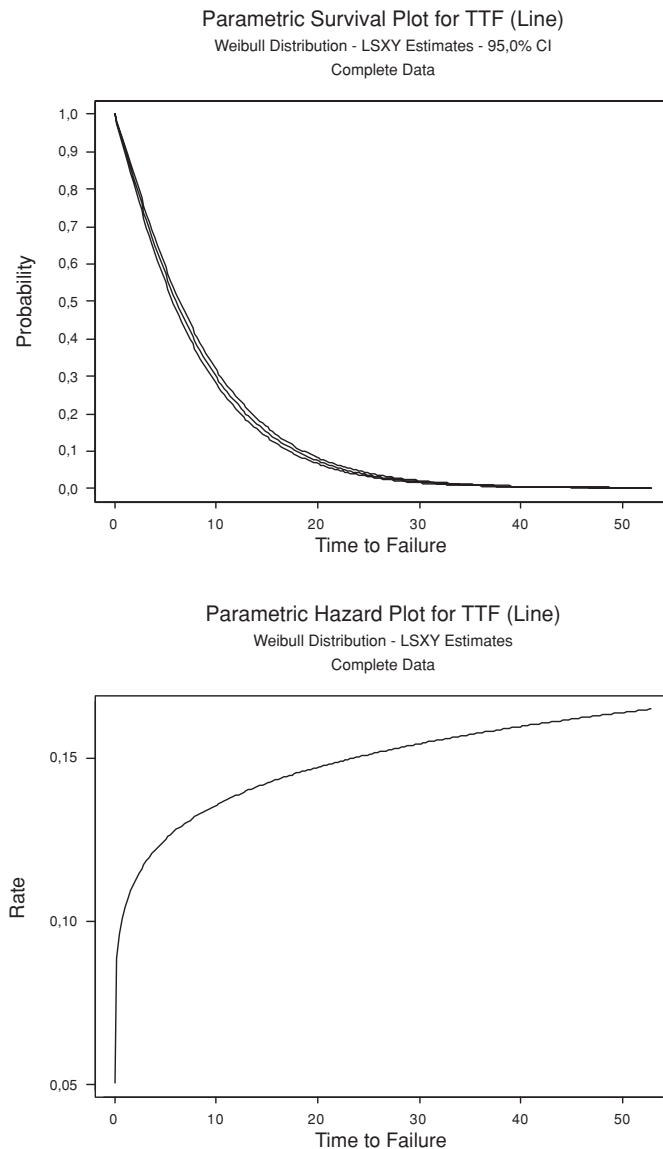 Parametric Survival Plot for TTF (Line)
Weibull Distribution - LSXY Estimates - 95,0% CI
Complete Data
1,0
0,9
0,8
0,7
0,6
0,5
0,4
0,3
0,2
0,1
0,0
Probability
0 10 20 30 40 50
Time to Failure
Parametric Hazard Plot for TTF (Line)
Weibull Distribution - LSXY Estimates
Complete Data
0,15
0,10
0,05
Rate
0 10 20 30 40 50
Time to Failure